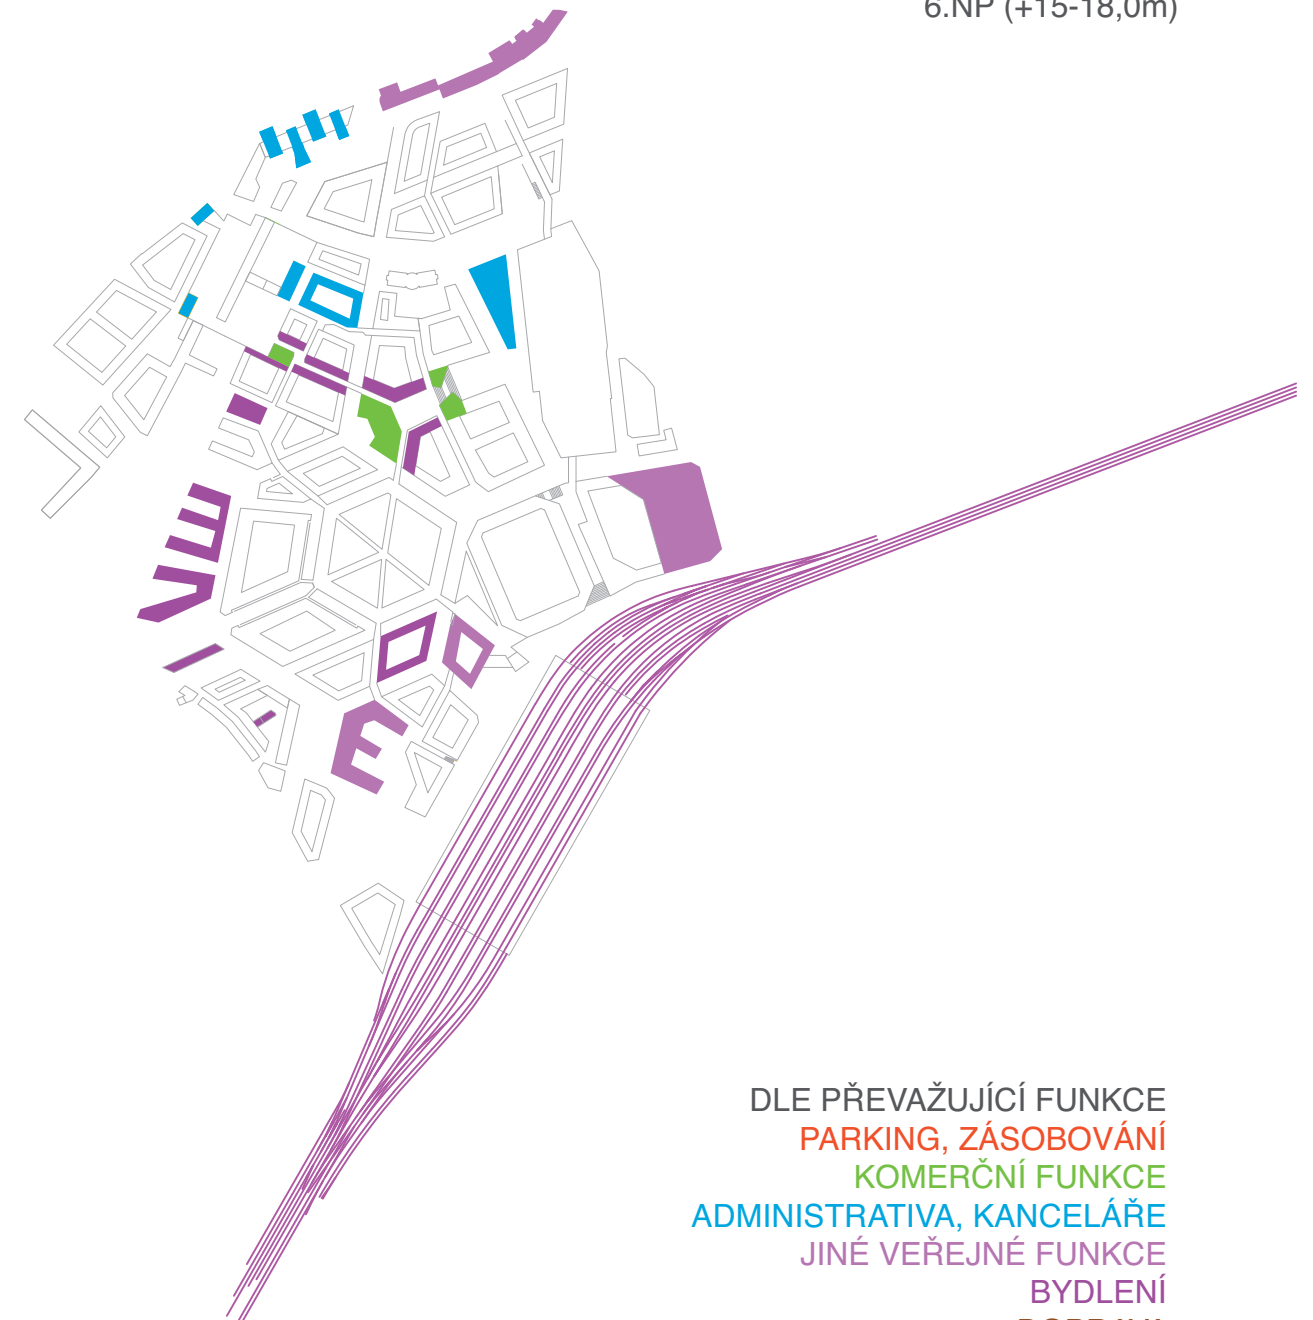 6.NP (+15-18,0m)
DLE PŘEVAŽUJÍCÍ FUNKCE
PARKING, ZÁSOBOVÁNÍ
KOMERČNÍ FUNKCE
ADMINISTRATIVA, KANCELÁŘE
JINÉ VEŘEJNÉ FUNKCE
BYDLENÍ